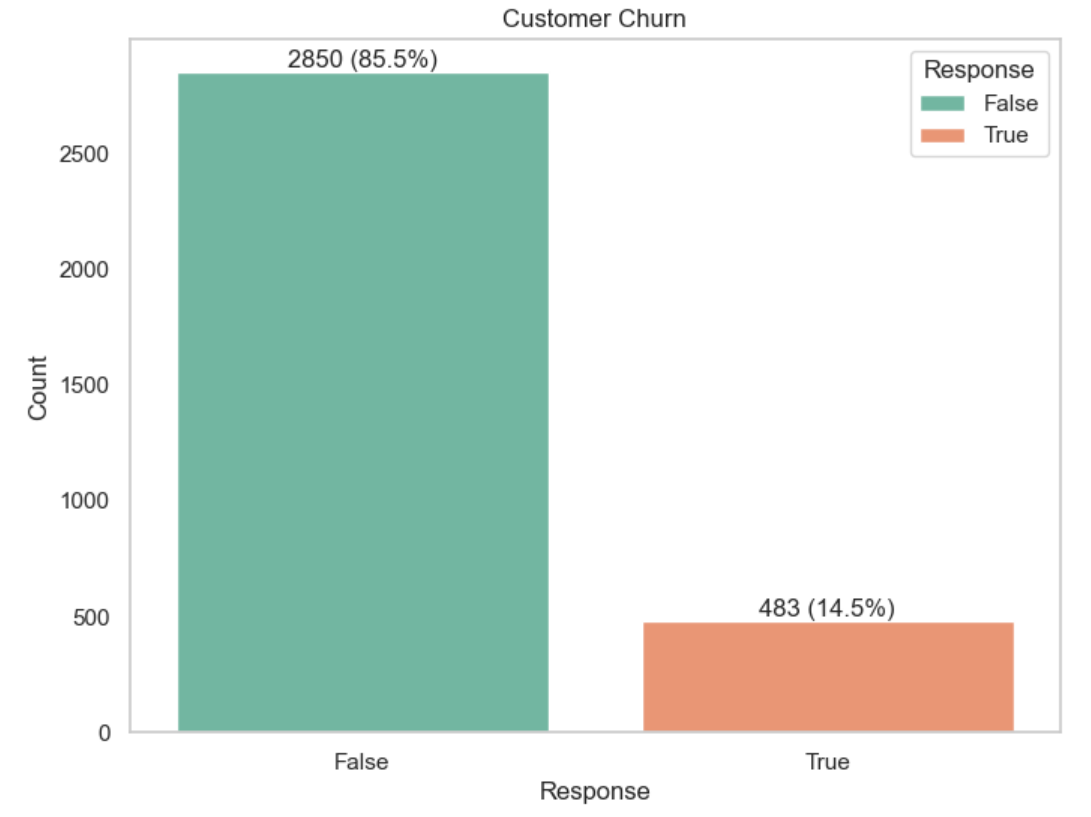 Customer Churn
2850 (85.5%)
Response
False
True
2500
2000
1500
1000
500
0
Count
483 (14.5%)
False
True
Response